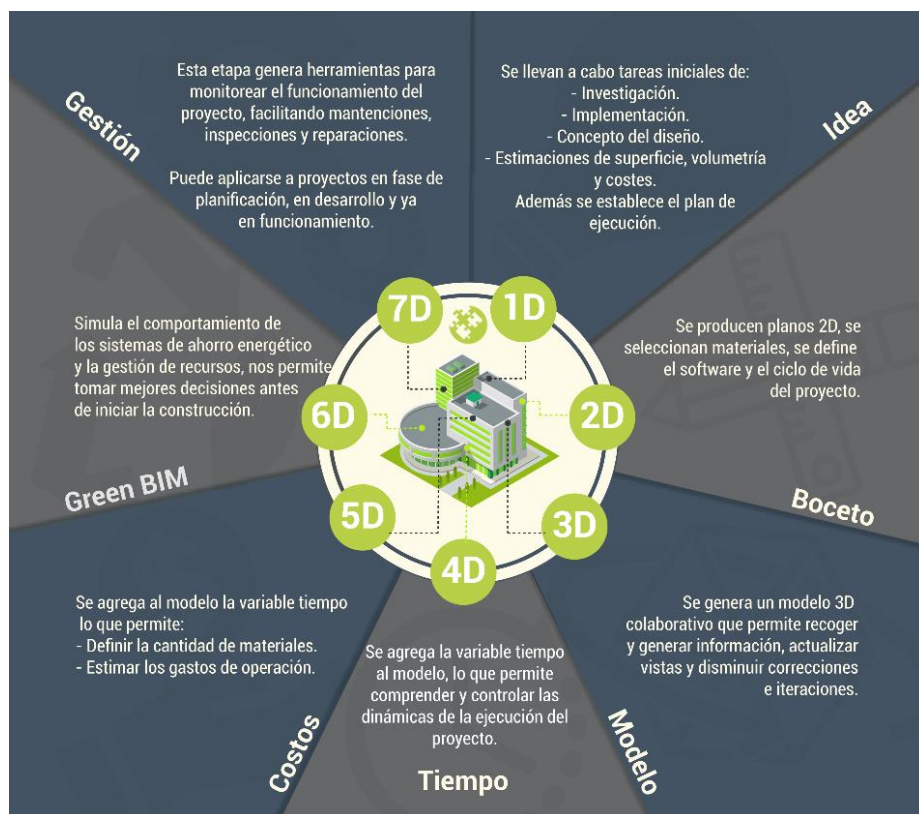 Idea
Se llevan a cabo tareas iniciales de:
- Investigación.
- Implementación.
- Concepto del diseño.
- Estimaciones de superficie, volumetría
y costes.
Además se establece el plan de
ejecución.
1D
Se producen planos 2D, se
seleccionan materiales, se define
el software y el ciclo de vida
del proyecto.
2D
Boceto
Se genera un modelo 3D
colaborativo que permite recoger
y generar información, actualizar
vistas y disminuir correcciones
e iteraciones.
3D
Modelo
4D
Se agrega la variable tiempo
al modelo, lo que permite
comprender y controlar las
dinámicas de la ejecución del
proyecto.
Tiempo
5D
Se agrega al modelo la variable tiempo
lo que permite:
- Definir la cantidad de materiales.
- Estimar los gastos de operación.
Costos
Simula el comportamiento de
los sistemas de ahorro energético
y la gestión de recursos, nos permite
tomar mejores decisiones antes
de iniciar la construcción.
6D
Green BIM
Gestión
Esta etapa genera herramientas para
monitorear el funcionamiento del
proyecto, facilitando mantenciones,
inspecciones y reparaciones.
Puede aplicarse a proyectos en fase de
planificación, en desarrollo y ya
en funcionamiento.
7D